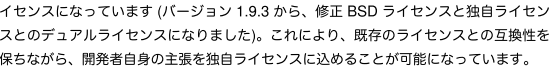 イセンスになっています (バージョン 1.9.3 から、修正 BSD ライセンスと独自ライセン
スとのデュアルライセンスになりました)。これにより、既存のライセンスとの互換性を
保ちながら、開発者自身の主張を独自ライセンスに込めることが可能になっています。